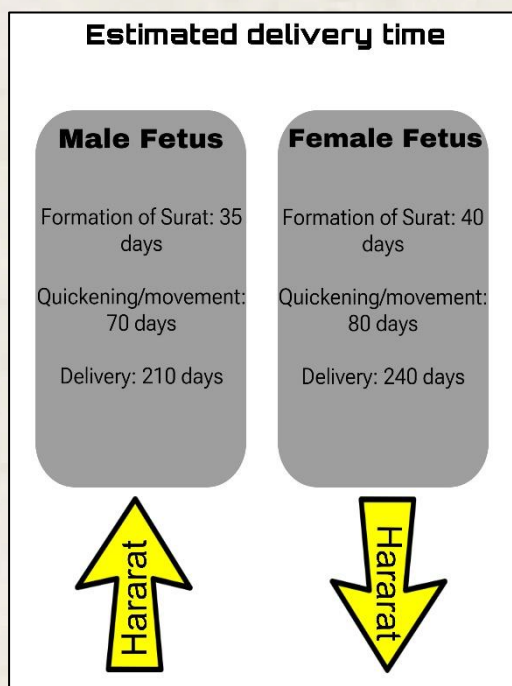 Estimated delivery time
Male Fetus
Formation of Surat: 35
days
Quickening/movement:
70 days
Delivery: 210 days
Hararat
Female Fetus
Formation of Surat: 40
days
Quickening/movement:
80 days
Delivery: 240 days
Hararat